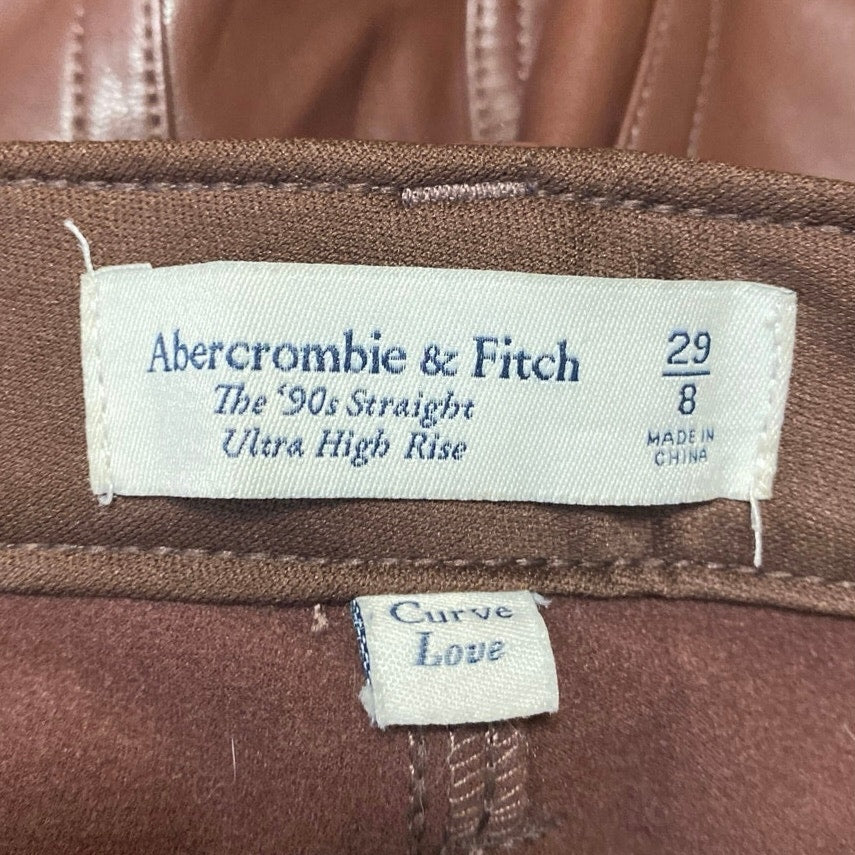 Abercrombie & Fitch
The ‘90s Straight
Ultra High Rise
29
8
MADE IN
CHINA
Curve
Love